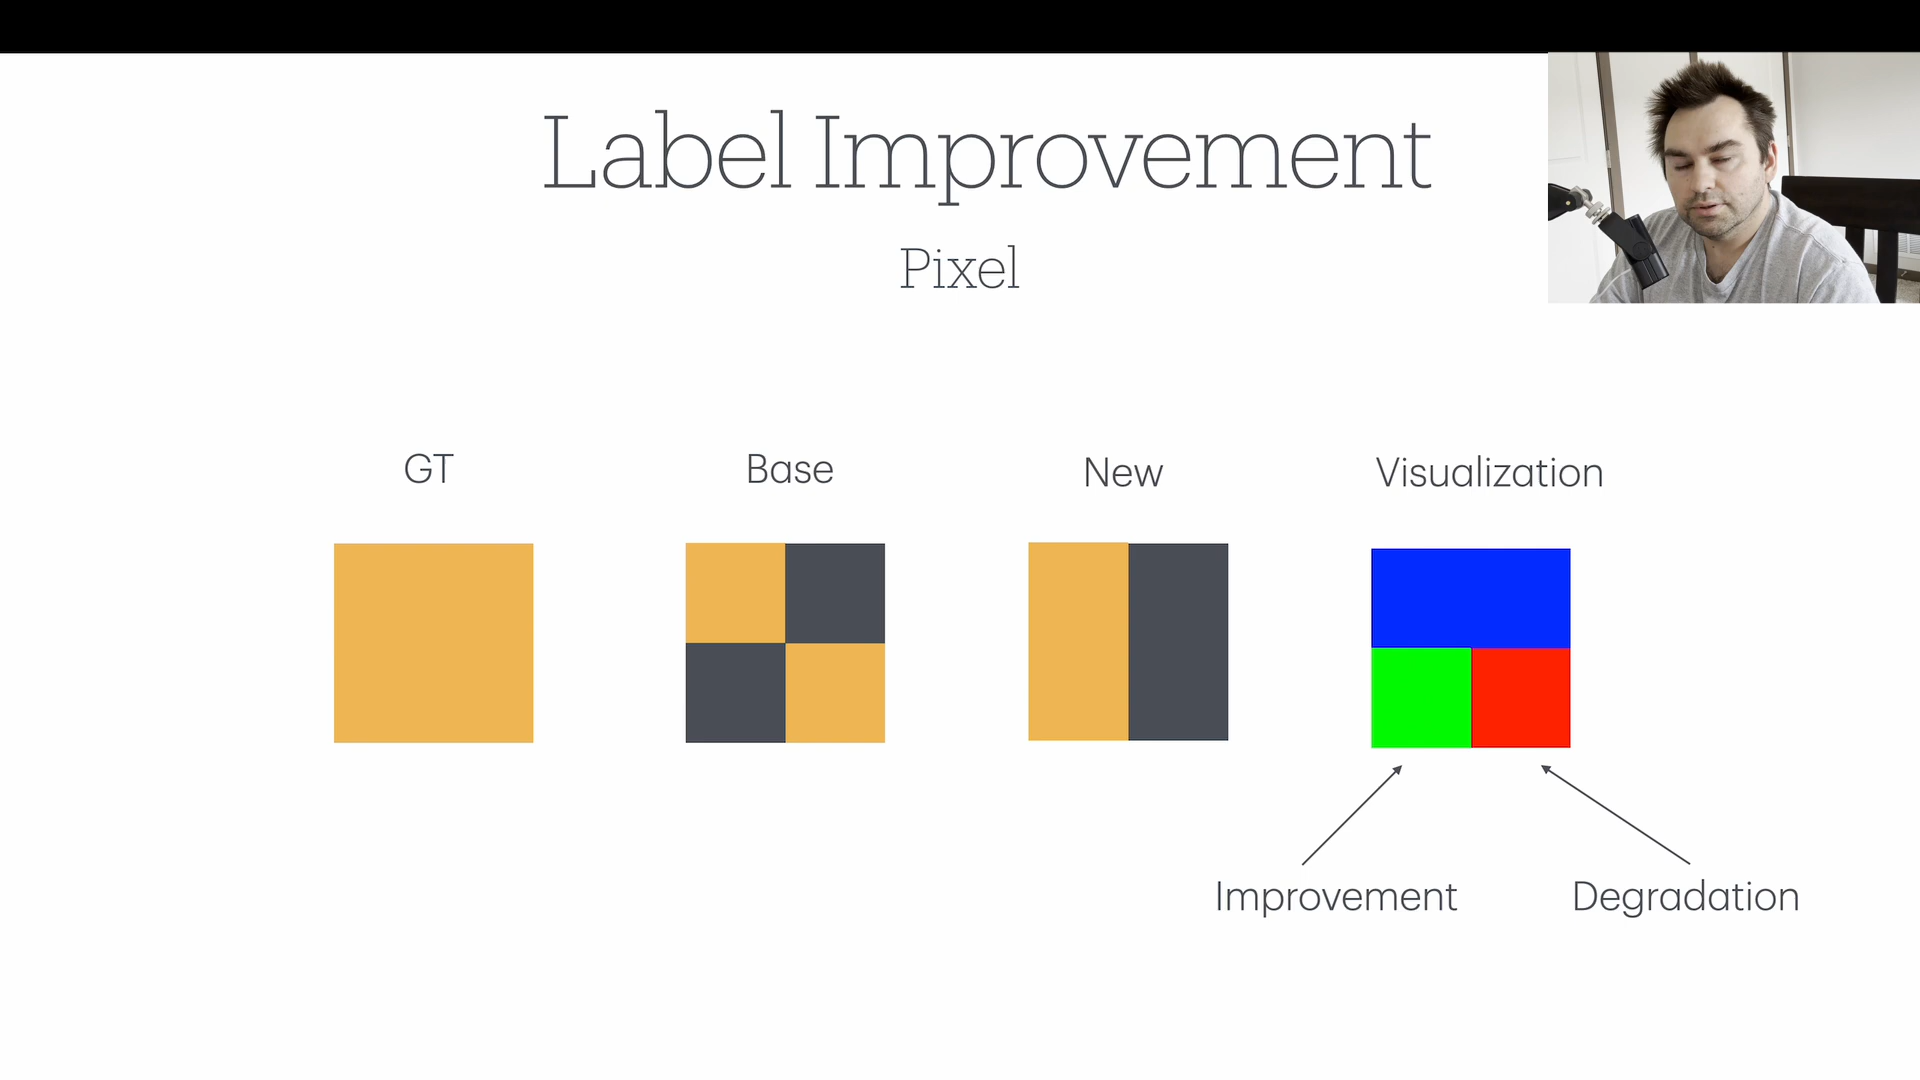 Label Improvement
Pixel
GT
Base
New
Visualization
Improvement
Degradation